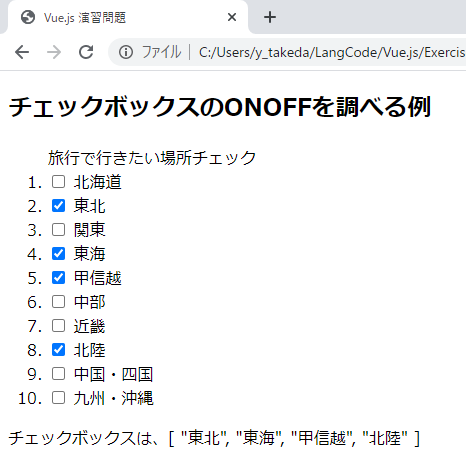 Vue.js 演習問題
ファイル | C:/Users/y_takeda/LangCode/Vue.js/Exercis
チェックボックスのONOFFを調べる例
旅行で行きたい場所チェック
1. 北海道
2. 東北
3. 関東
4. 東海
5. 甲信越
6. 中部
7. 近畿
8. 北陸
9. 中国・四国
10. 九州・沖縄
チェックボックスは、[ "東北", "東海", "甲信越", "北陸" ]